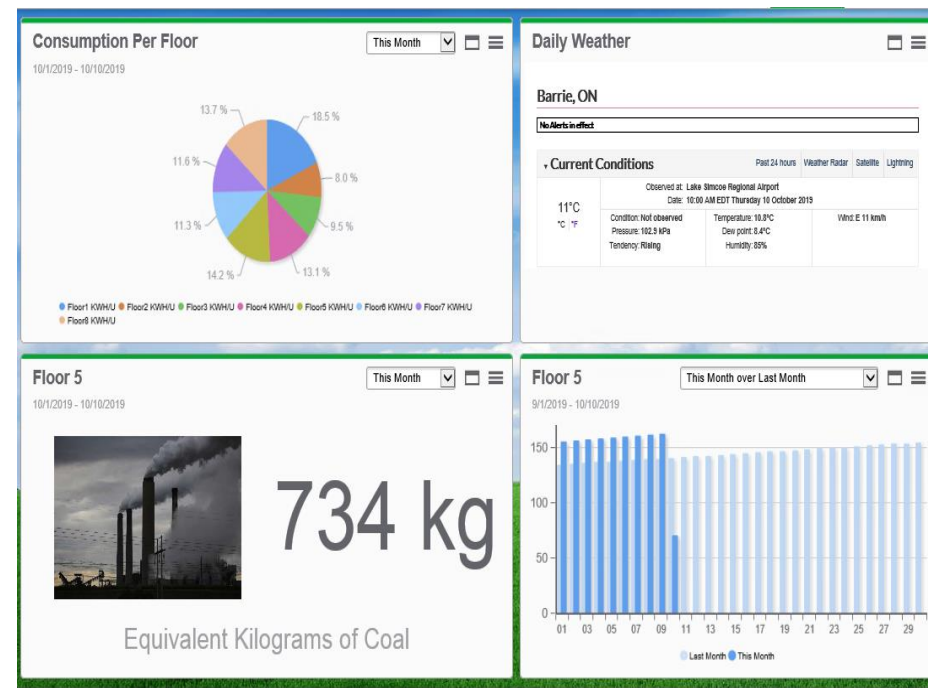 Consumption Per Floor
This Month
10/1/2019 - 10/10/2019
13.7 %
18.5 %
11.6 %
8.0 %
11.3 %
9.5 %
14.2 %
13.1 %
Floor1 KWH/U Floor2 KWH/U Floor3 KWH/U Floor4 KWH/U Floor5 KWH/U Floor6 KWH/U Floor7 KWH/U
Floor8 KWH/U
Daily Weather
Barrie, ON
No Alerts in effect
Current Conditions
Past 24 hours Weather Radar Satellite Lightning
11°C
°C °F
Observed at: Lake Simcoe Regional Airport
Date: 10:00 AM EDT Thursday 10 October 2019
Condition: Not observed
Pressure: 102.9 kPa
Tendency: Rising
Temperature: 10.8°C
Dew point: 8.4°C
Humidity: 85%
Wind: E 11 km/h
Floor 5
This Month
10/1/2019 - 10/10/2019
734 kg
Equivalent Kilograms of Coal
Floor 5
This Month over Last Month
9/1/2019 - 10/10/2019
150
100
50
0
01 03 05 07 09 11 13 15 17 19 21 23 25 27 29
Last Month This Month